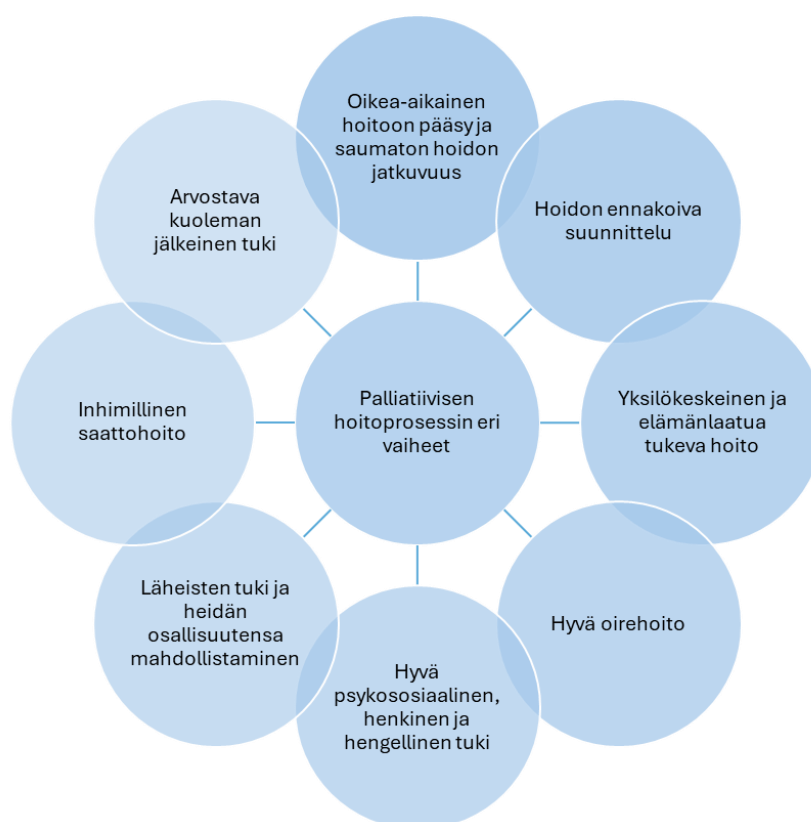 Oikea-aikainen
hoitoon pääsy ja
saumaton hoidon
jatkuvuus
Hoidon ennakoiva
suunnittelu
Yksilökeskeinen ja
elämänlaatua
tukeva hoito
Hyvä oirehoito
Hyvä
psykososiaalinen,
henkinen ja
hengellinen tuki
Läheisten tuki ja
heidän
osallisuutensa
mahdollistaminen
Inhimillinen
saattohoito
Arvostava
kuoleman
jälkeinen tuki
Palliatiivisen
hoitoprosessin eri
vaiheet